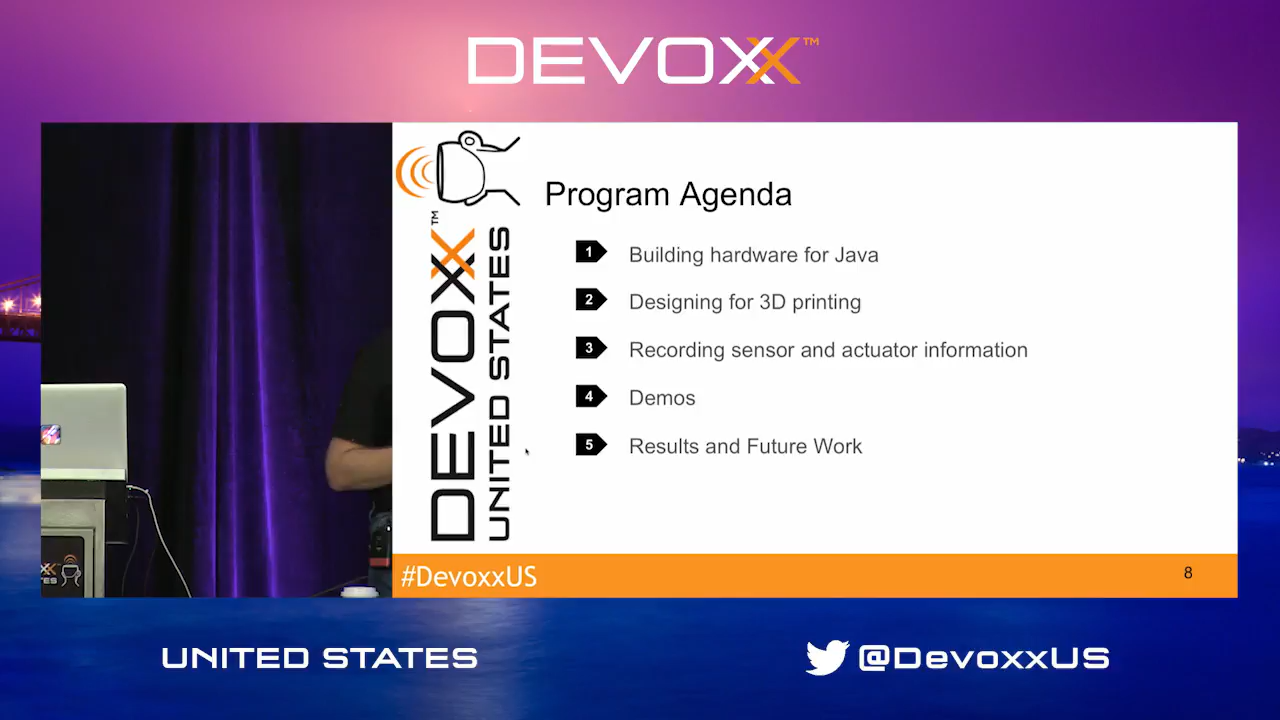 DEVOXX™
DEVOXX™
UNITED STATES
Program Agenda
1 Building hardware for Java
2 Designing for 3D printing
3 Recording sensor and actuator information
4 Demos
5 Results and Future Work
#DevoxxUS
8
UNITED STATES
@DevoxxUS